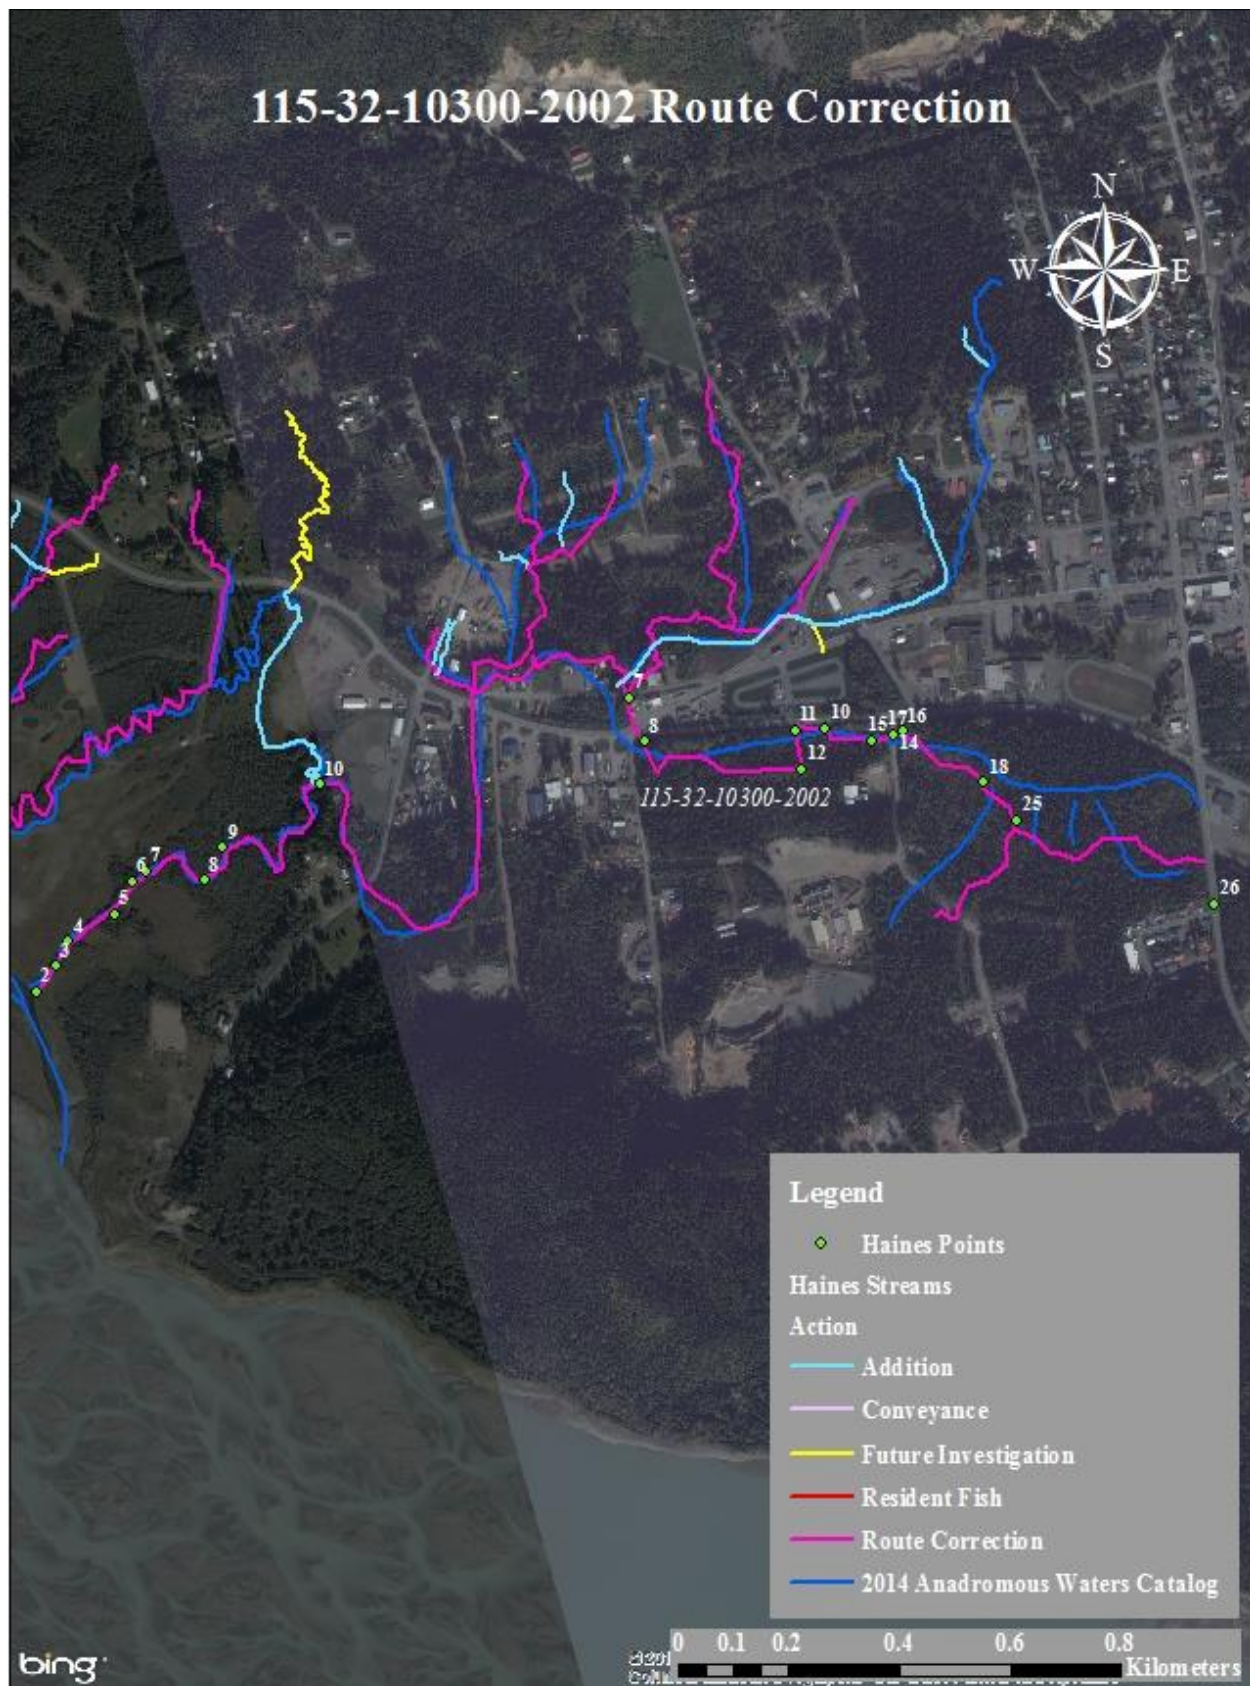 115-32-10300-2002 Route Correction
N
W E
S
7
8
11 10
15 17 16
14
12
115-32-10300-2002
18
25
26
10
9
8
7
6
5
4
3
2
Legend
Haines Points
Haines Streams
Action
Addition
Conveyance
Future Investigation
Resident Fish
Route Correction
2014 Anadromous Waters Catalog
0 0.1 0.2 0.4 0.6 0.8
Kilometers
bing